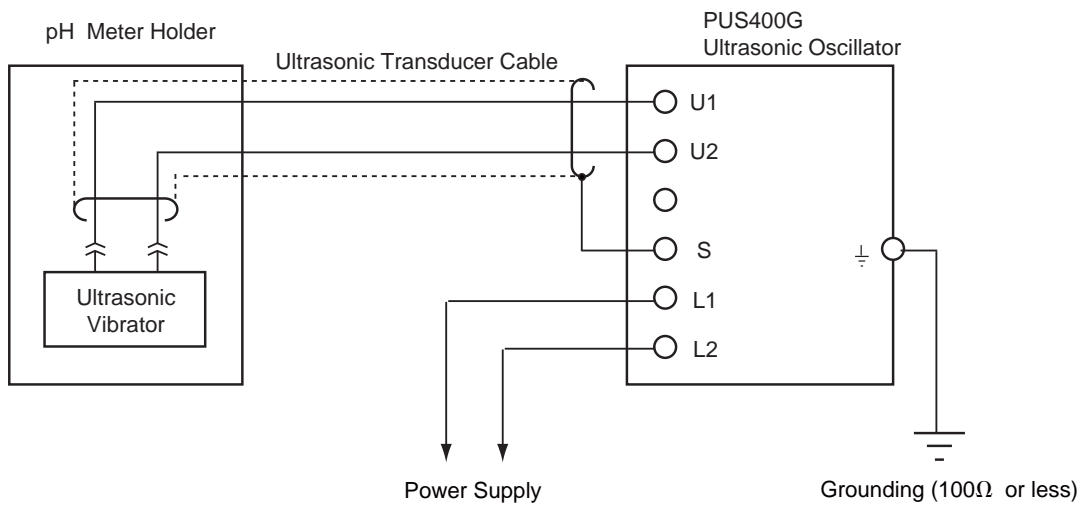 pH Meter Holder
PUS400G
Ultrasonic Oscillator
Ultrasonic Transducer Cable
U1
U2
S
L1
L2
Ultrasonic
Vibrator
Power Supply
Grounding (100Ω or less)